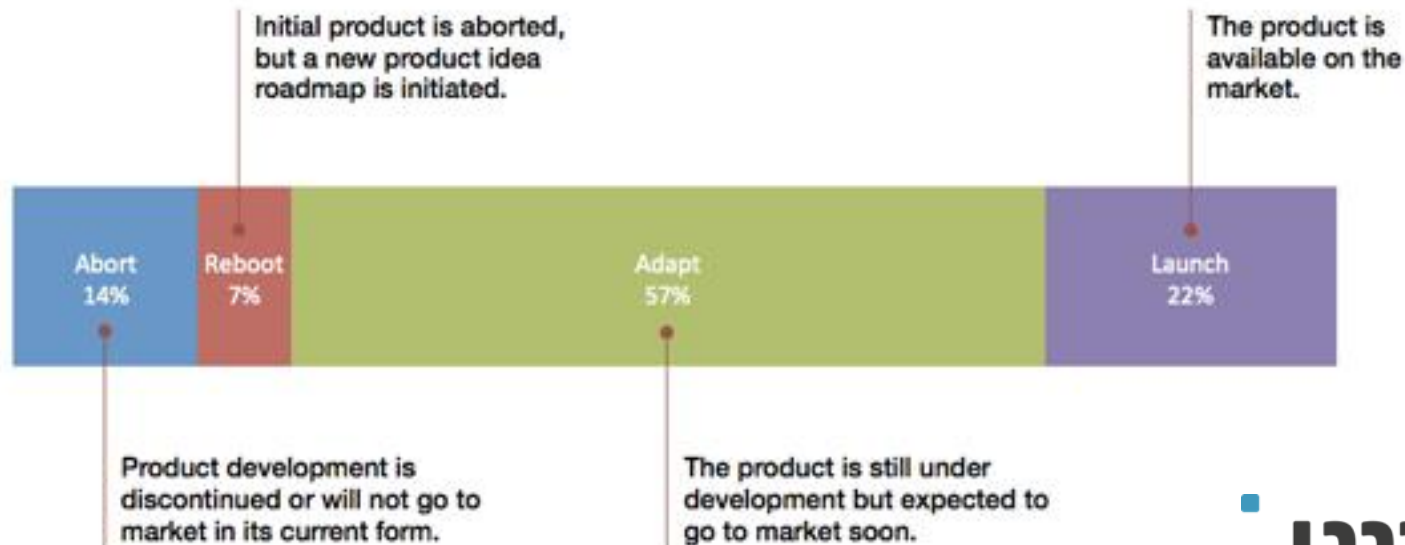 Initial product is aborted,
but a new product idea
roadmap is initiated.
The product is
available on the
market.
Abort
14%
Reboot
7%
Adapt
57%
Launch
22%
Product development is
discontinued or will not go to
market in its current form.
The product is still under
development but expected to
go to market soon.